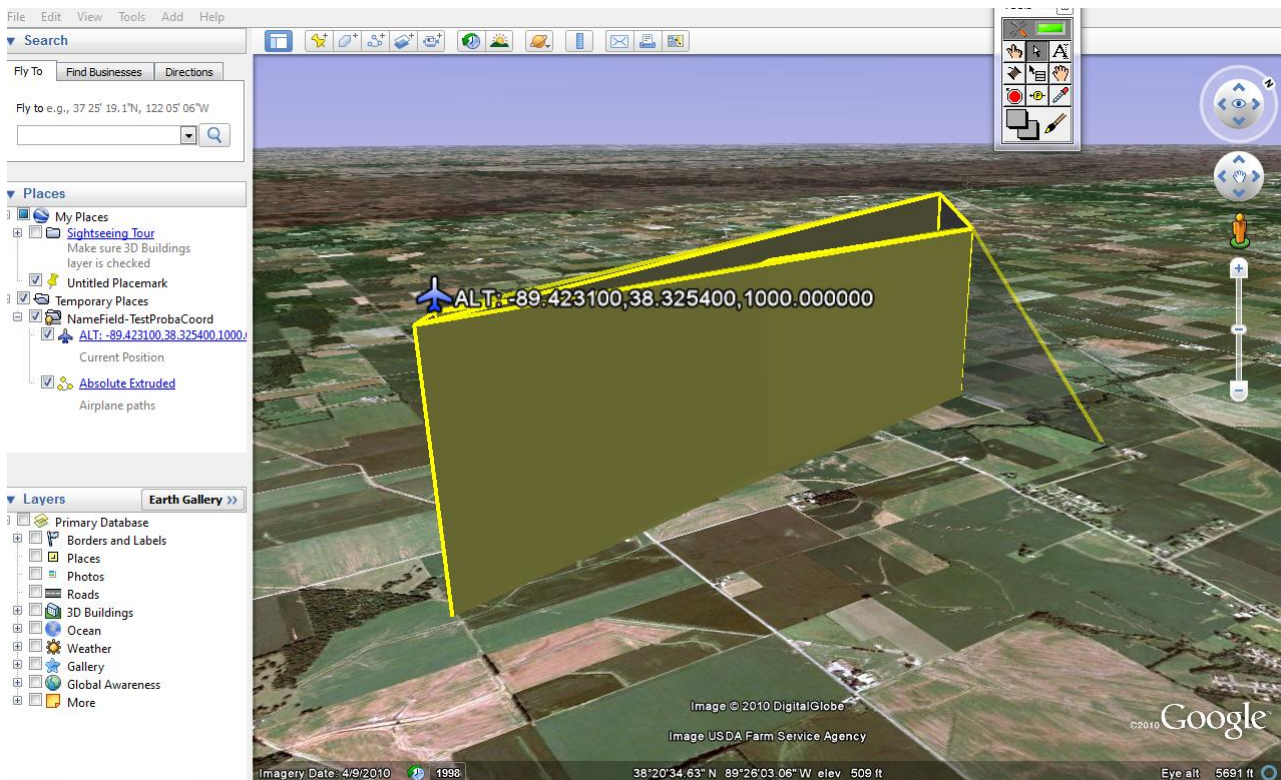 File Edit View Tools Add Help
Search
Fly To Find Businesses Directions
Fly to e.g., 37 25' 19.1"N, 122 05' 06"W
Places
My Places
Sightseeing Tour
Make sure 3D Buildings
layer is checked
Untitled Placemark
Temporary Places
NameField-TestProbaCoord
ALT: -89.423100,38.325400,1000.
Current Position
Absolute Extruded
Airplane paths
Layers
Earth Gallery >>
Primary Database
Borders and Labels
Places
Photos
Roads
3D Buildings
Ocean
Weather
Gallery
Global Awareness
More
A
P
N
ALT: -89.423100,38.325400,1000.000000
Image © 2010 DigitalGlobe
Image USDA Farm Service Agency
©2010 Google
Imagery Date: 4/9/2010 1998 38°20'34.63" N 89°26'03.06" W elev 509 ft Eye alt 5691 ft